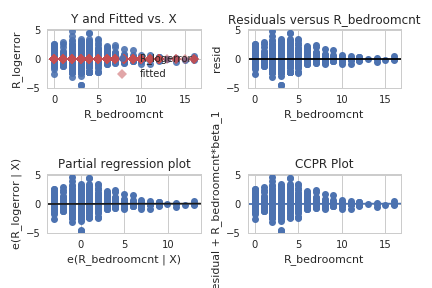 Y and Fitted vs. X
Residuals versus R_bedroomcnt
5
0
−5
R_logerror
R_logerror
fitted
0
5
10
15
R_bedroomcnt
5
0
−5
resid
0
5
10
15
R_bedroomcnt
Partial regression plot
CCPR Plot
5
0
−5
e(R_logerror | X)
0
5
10
e(R_bedroomcnt | X)
5
0
−5
esidual + R_bedroomcnt*beta_1
0
5
10
15
R_bedroomcnt